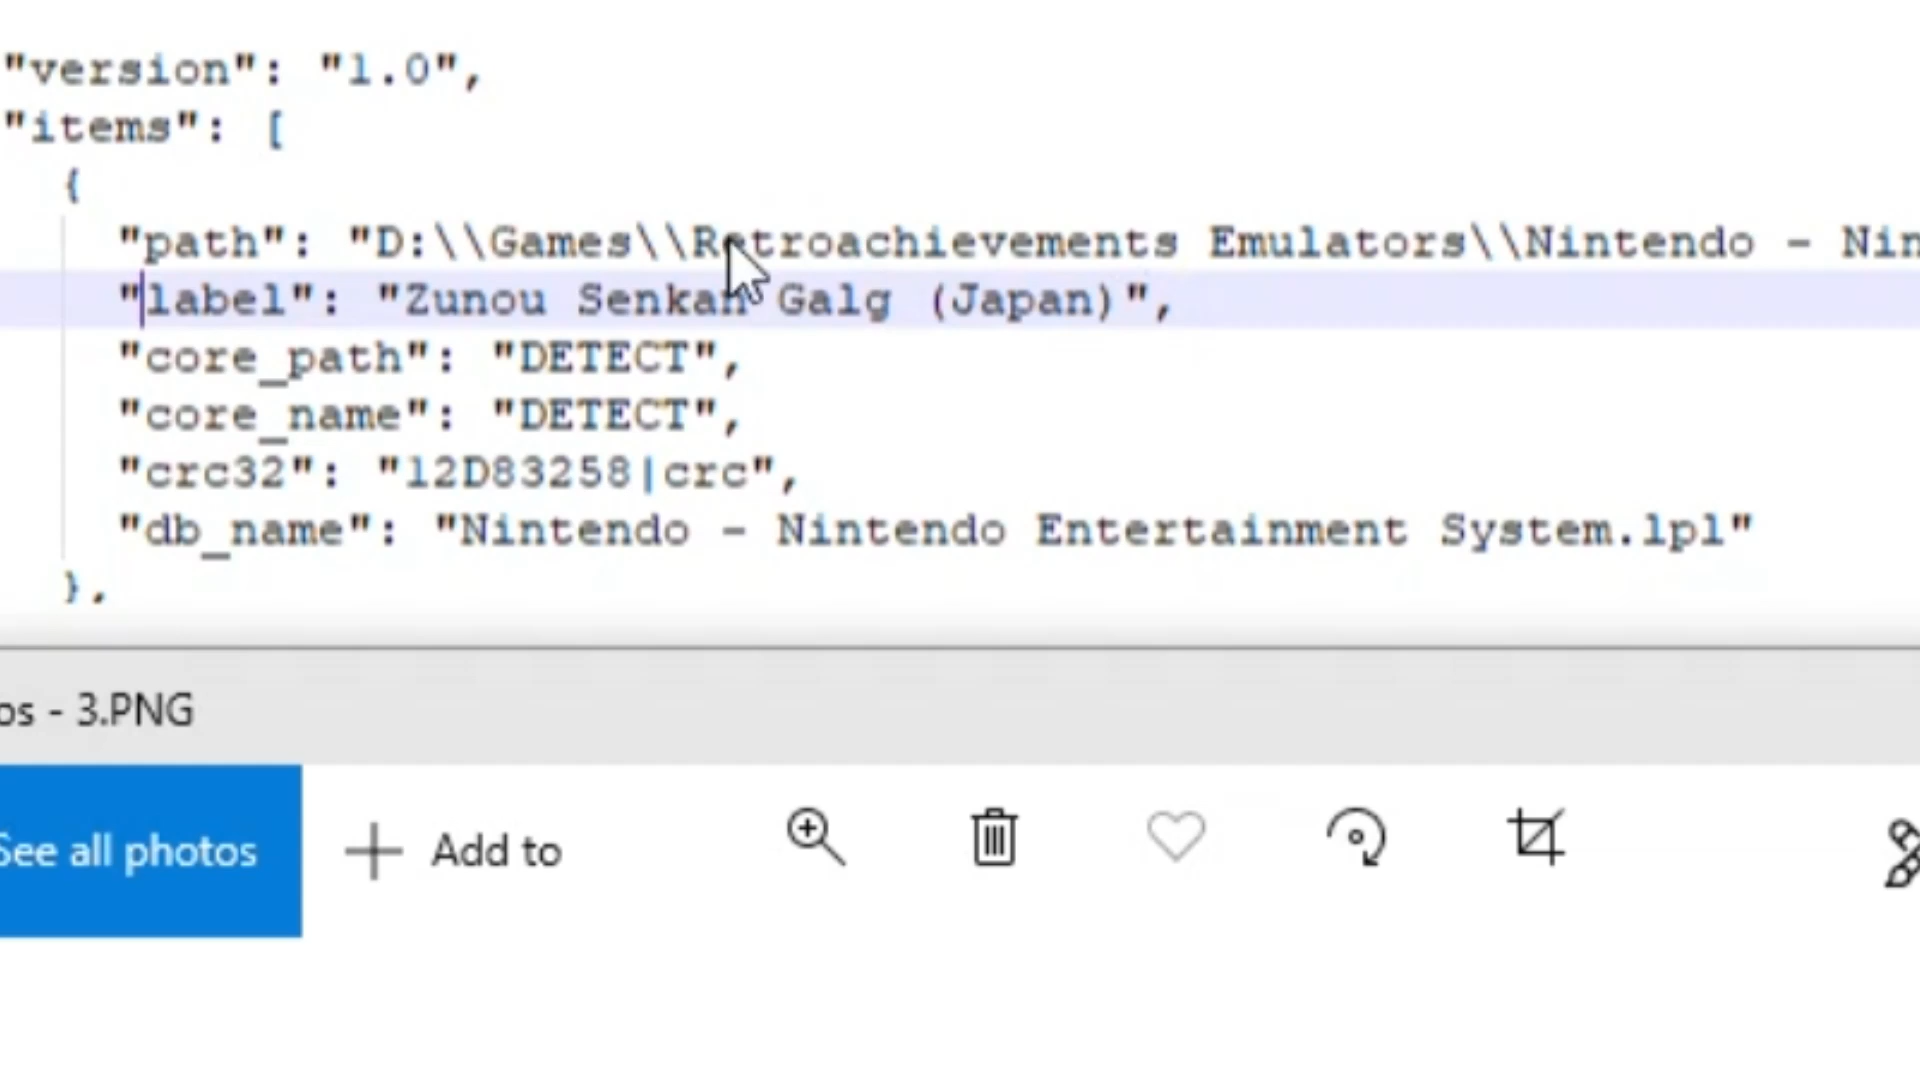 "version": "1.0",
"items": [
{
"path": "D:\\Games\\Retroachievements Emulators\\Nintendo - Nin
"label": "Zunou Senkan Galg (Japan)",
"core_path": "DETECT",
"core_name": "DETECT",
"crc32": "12D83258|crc",
"db_name": "Nintendo - Nintendo Entertainment System.lpl"
},
os - 3.PNG
See all photos
Add to